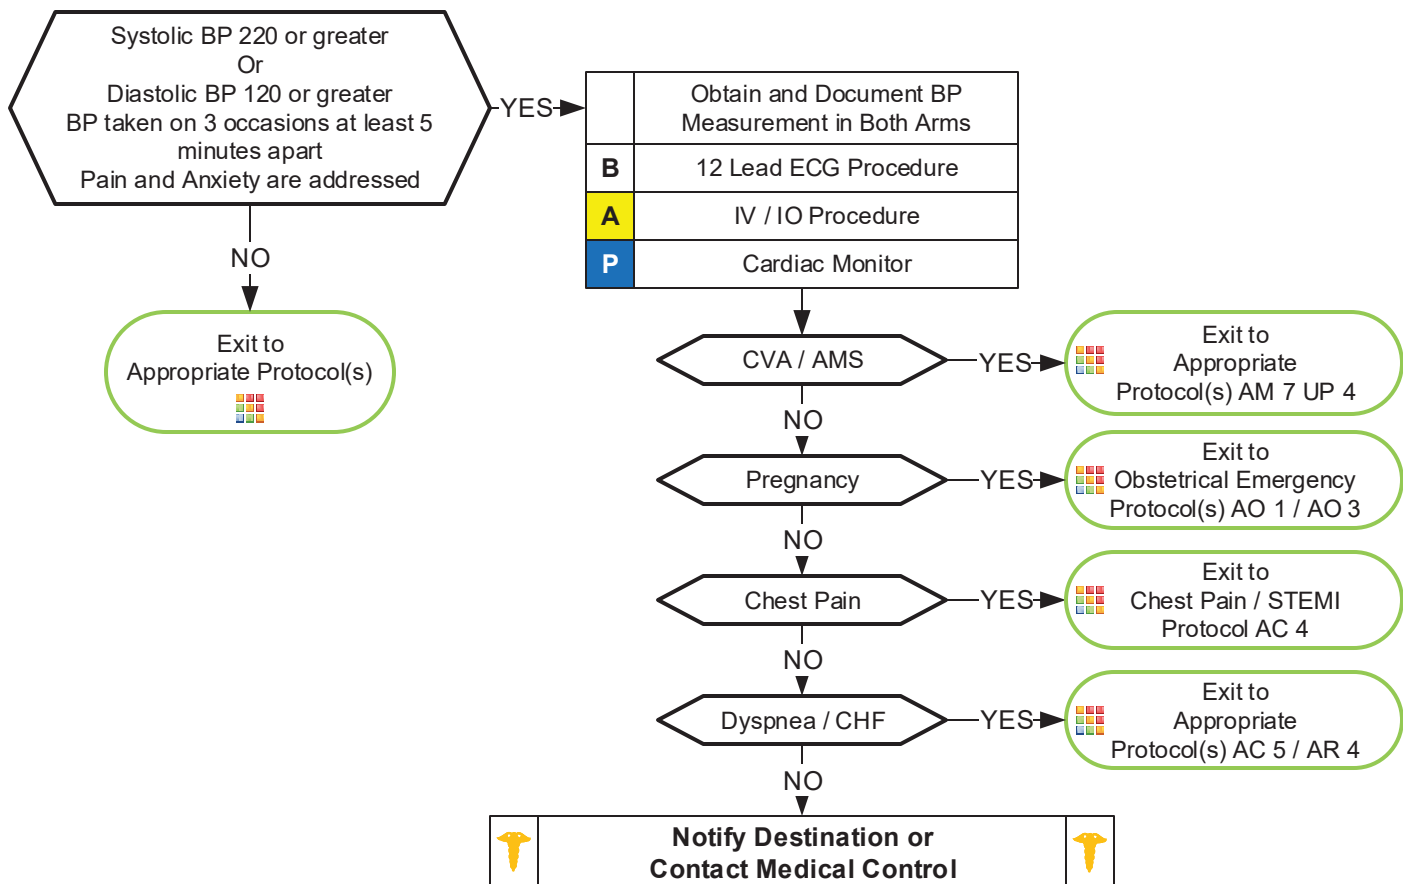 Systolic BP 220 or greater
Or
Diastolic BP 120 or greater
BP taken on 3 occasions at least 5
minutes apart
Pain and Anxiety are addressed
YES
NO
Exit to
Appropriate Protocol(s)
Obtain and Document BP
Measurement in Both Arms
B 12 Lead ECG Procedure
A IV / IO Procedure
P Cardiac Monitor
CVA / AMS
YES
Exit to
Appropriate
Protocol(s) AM 7 UP 4
NO
Pregnancy
YES
Exit to
Obstetrical Emergency
Protocol(s) AO 1 / AO 3
NO
Chest Pain
YES
Exit to
Chest Pain / STEMI
Protocol AC 4
NO
Dyspnea / CHF
YES
Exit to
Appropriate
Protocol(s) AC 5 / AR 4
NO
Notify Destination or
Contact Medical Control